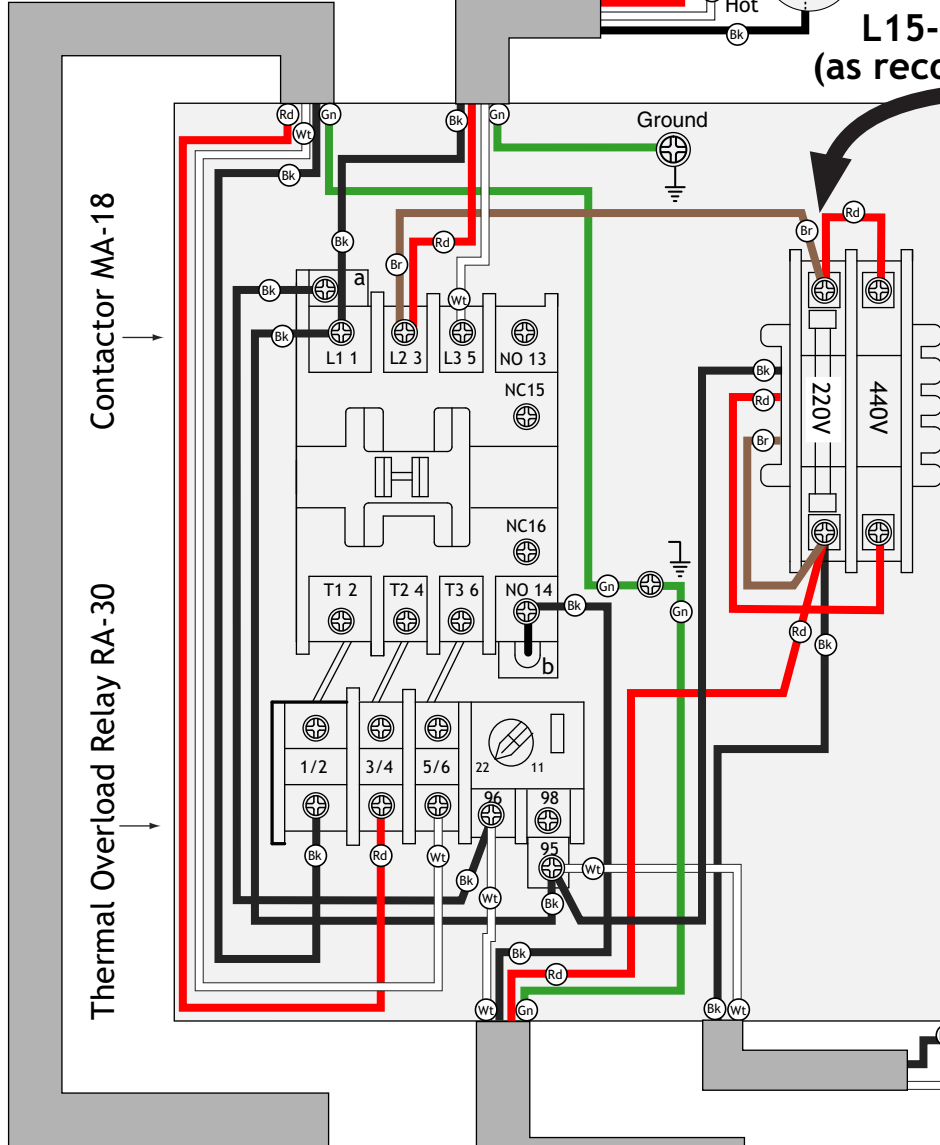 Hot
Bk
L15-
(as reco
Rd
Wt
Gn
Bk
Bk
Gn
Ground
Bk
Rd
Br
Rd
Br
Bk
a
Wt
Bk
L1 1
L2 3
L3 5
NO 13
Contactor MA-18
NC15
Bk
Rd
Br
220V
440V
NC16
T1 2
T2 4
T3 6
NO 14
Bk
Gn
Gn
Rd
Bk
b
1/2
3/4
5/6
22
11
96
98
95
Thermal Overload Relay RA-30
Bk
Rd
Wt
Bk
Wt
Wt
Bk
Bk
Rd
Wt
Gn
Bk
Wt